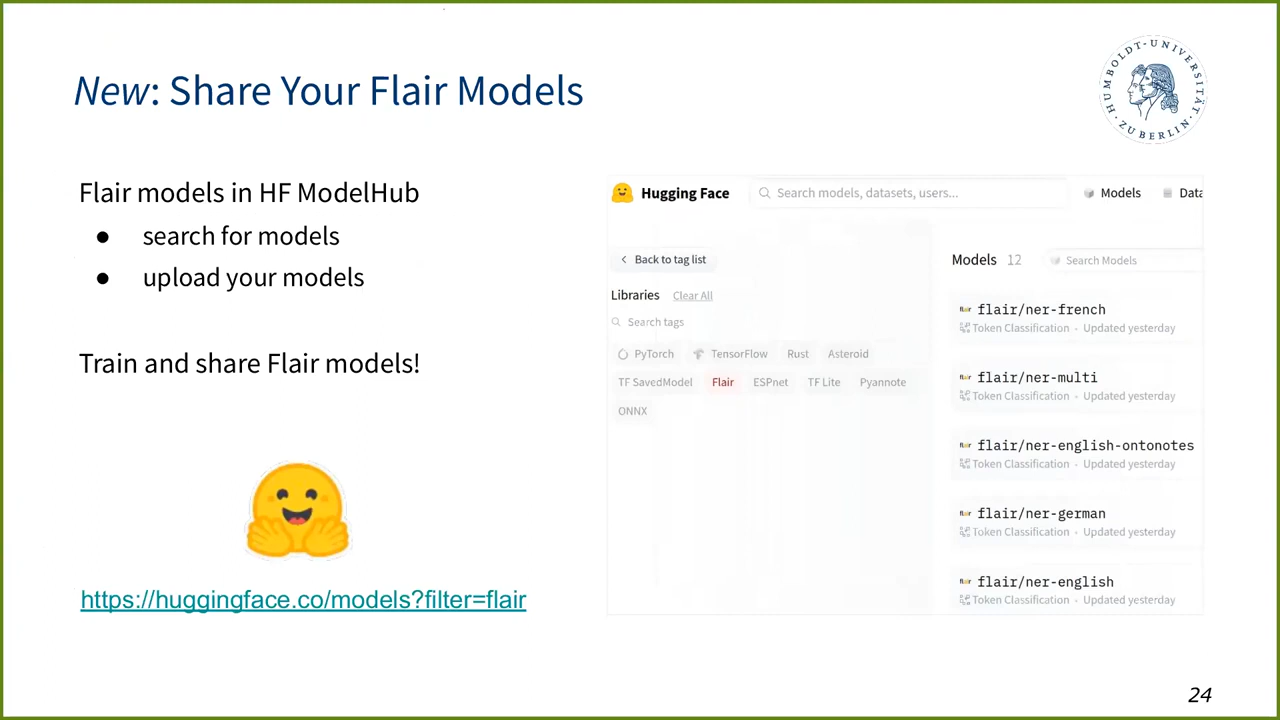 New: Share Your Flair Models
HUMBOLDT-UNIVERSITÄT ZU BERLIN
Flair models in HF ModelHub
● search for models
● upload your models
Train and share Flair models!
https://huggingface.co/models?filter=flair
Hugging Face
Search models, datasets, users...
Models
Data
Back to tag list
Libraries Clear All
Search tags
PyTorch TensorFlow Rust Asteroid
TF SavedModel Flair ESPnet TF Lite Pyannote
ONNX
Models 12
Search Models
flair/ner-french
Token Classification • Updated yesterday
flair/ner-multi
Token Classification • Updated yesterday
flair/ner-english-ontonotes
Token Classification • Updated yesterday
flair/ner-german
Token Classification • Updated yesterday
flair/ner-english
Token Classification • Updated yesterday
24